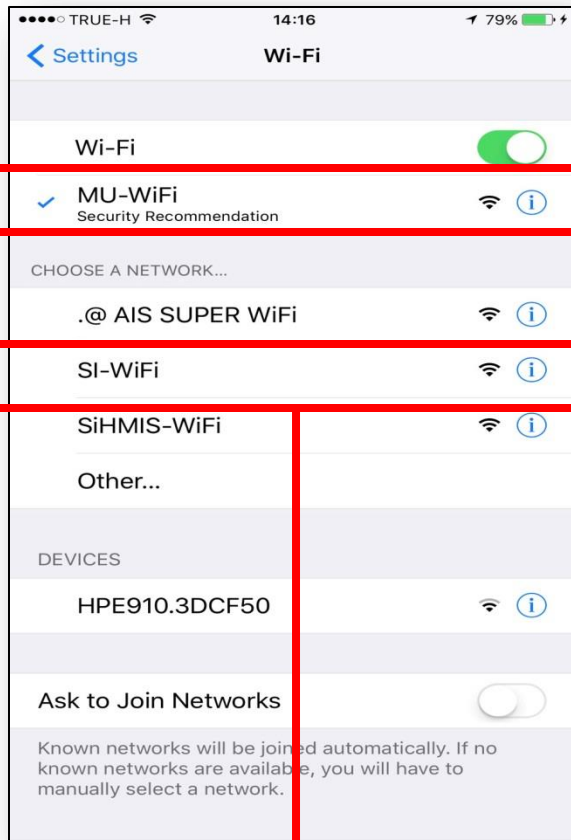 TRUE-H 14:16 79%
Settings Wi-Fi
Wi-Fi
MU-WiFi
Security Recommendation
CHOOSE A NETWORK...
.@ AIS SUPER WiFi
SI-WiFi
SiHMIS-WiFi
Other...
DEVICES
HPE910.3DCF50
Ask to Join Networks
Known networks will be joined automatically. If no
known networks are available, you will have to
manually select a network.